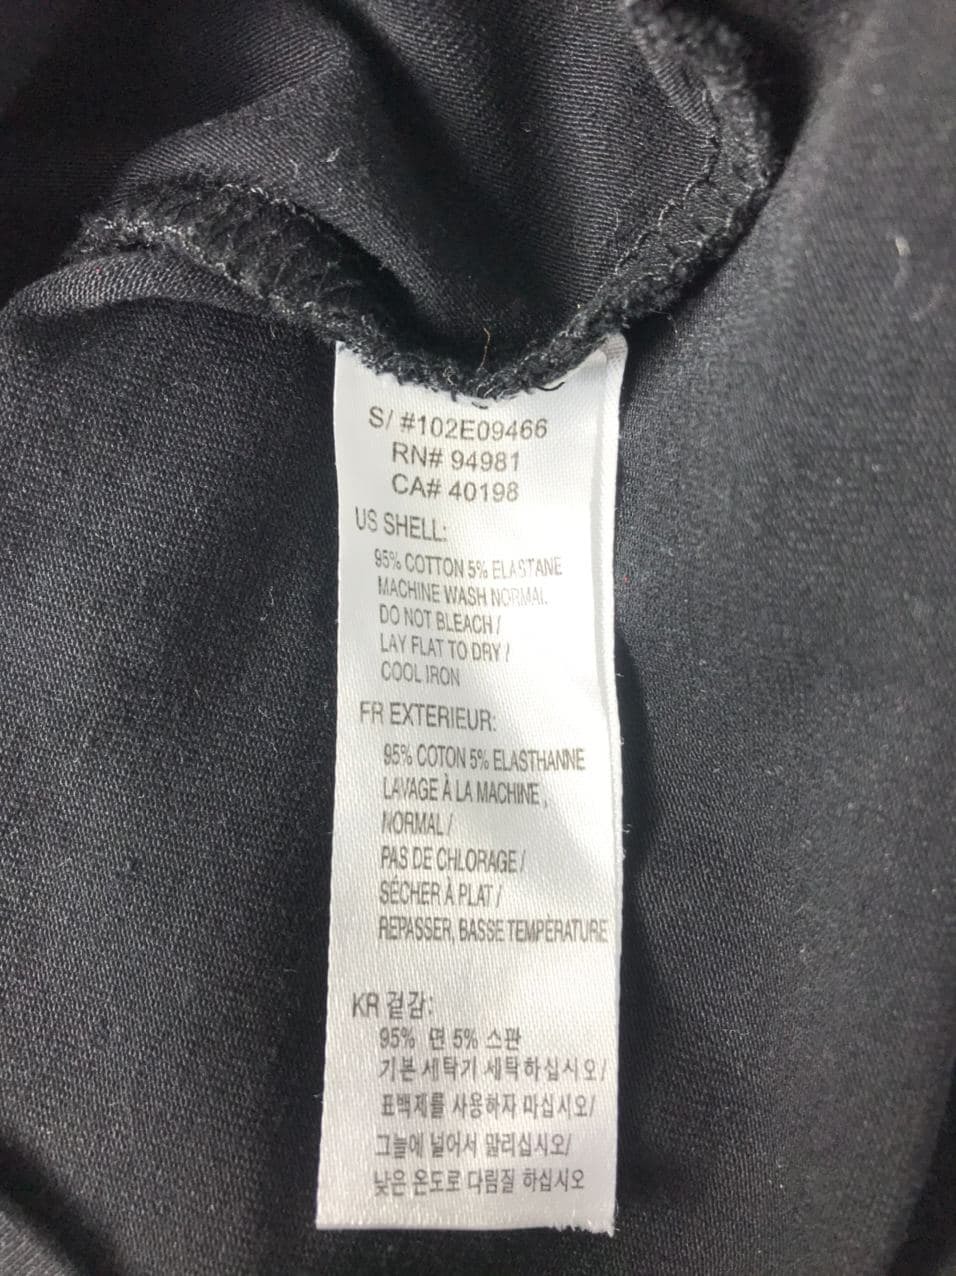 S/ #102E09466
RN# 94981
CA# 40198
US SHELL:
95% COTTON 5% ELASTANE
MACHINE WASH NORMAL
DO NOT BLEACH /
LAY FLAT TO DRY /
COOL IRON
FR EXTERIEUR:
95% COTON 5% ELASTHANNE
LAVAGE À LA MACHINE ,
NORMAL /
PAS DE CHLORAGE /
SÉCHER À PLAT /
REPASSER, BASSE TEMPÉRATURE
KR 겉감:
95% 면 5% 스판
기본 세탁기 세탁하십시오/
표백제를 사용하자 마십시오/
그늘에 널어서 말리십시오/
낮은 온도로 다림질 하십시오